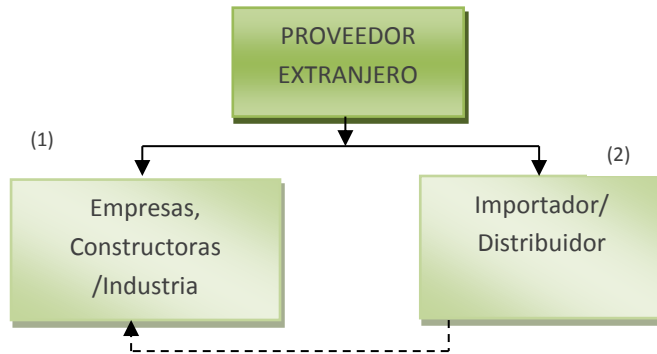 PROVEEDOR
EXTRANJERO
(1)
(2)
Empresas,
Constructoras
/Industria
Importador/
Distribuidor